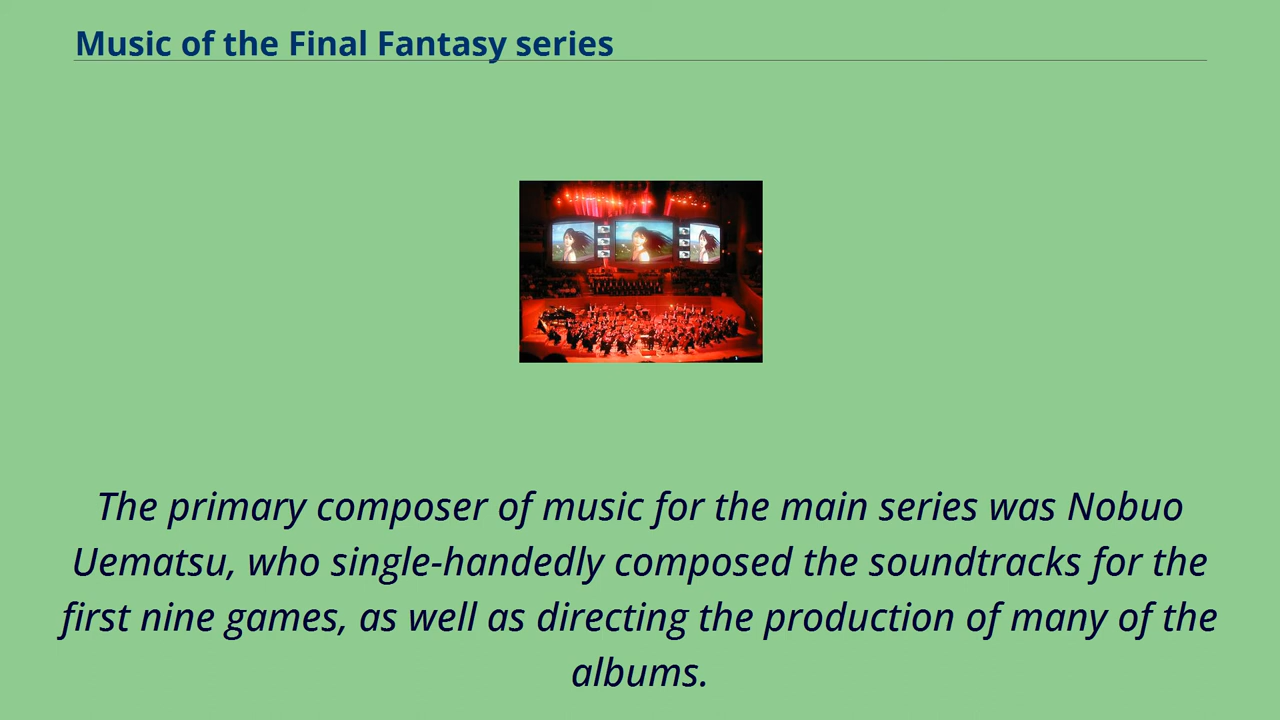 Music of the Final Fantasy series
The primary composer of music for the main series was Nobuo
Uematsu, who single-handedly composed the soundtracks for the
first nine games, as well as directing the production of many of the
albums.